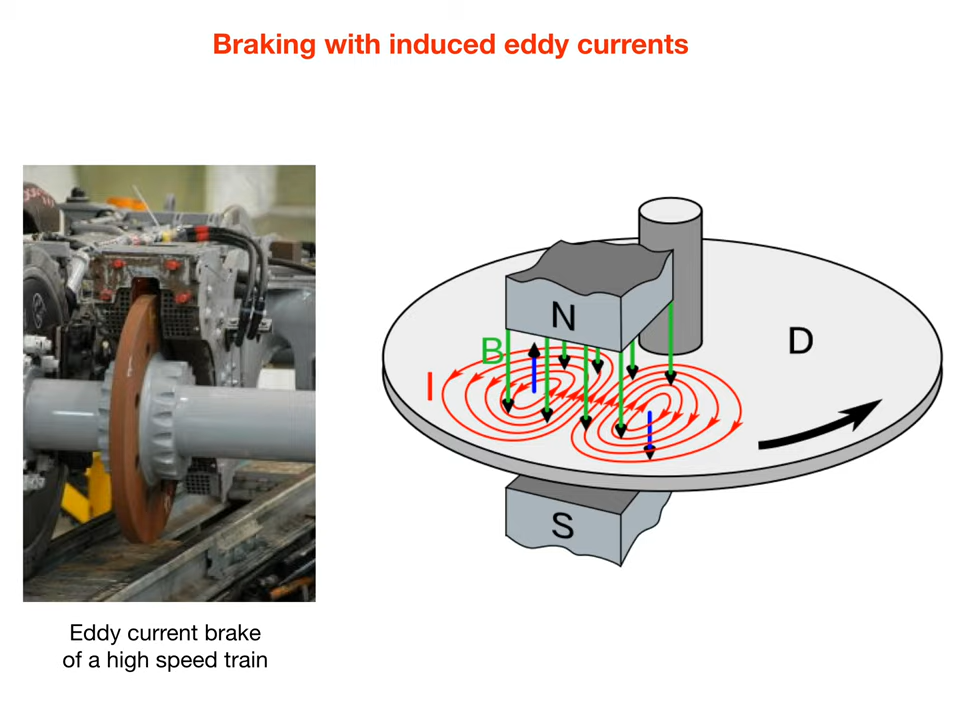 Braking with induced eddy currents
N
B
I
D
S
Eddy current brake
of a high speed train